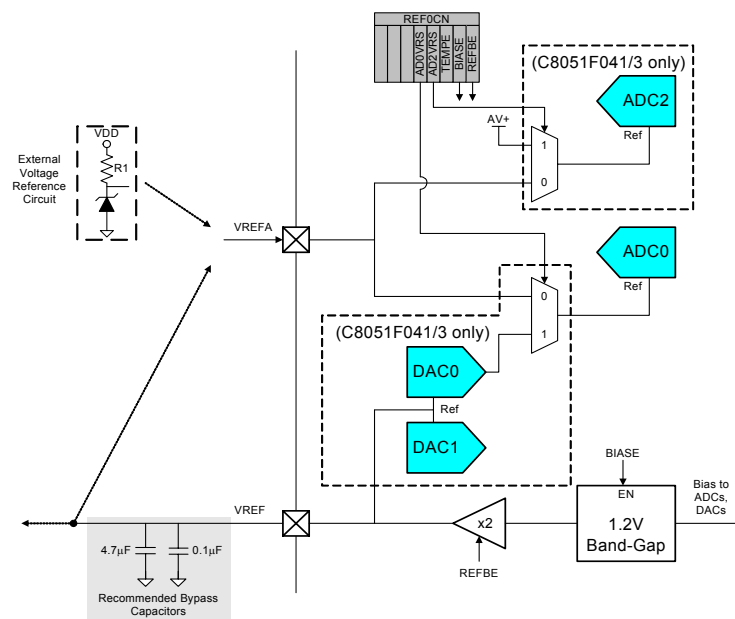 REF0CN
AD0VRS
AD2VRS
TEMPE
BIASE
REFBE
(C8051F041/3 only)
ADC2
Ref
AV+
1
0
VDD
R1
External
Voltage
Reference
Circuit
VREFA
ADC0
Ref
0
1
(C8051F041/3 only)
DAC0
Ref
DAC1
BIASE
EN
1.2V
Band-Gap
Bias to
ADCs,
DACs
VREF
x2
REFBE
4.7µF
0.1µF
Recommended Bypass
Capacitors